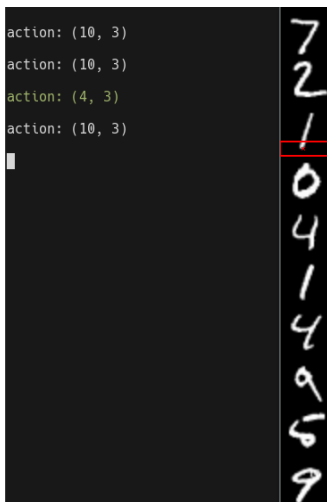 action: (10, 3)
action: (10, 3)
action: (4, 3)
action: (10, 3)
7
2
1
0
4
1
4
9
5
9